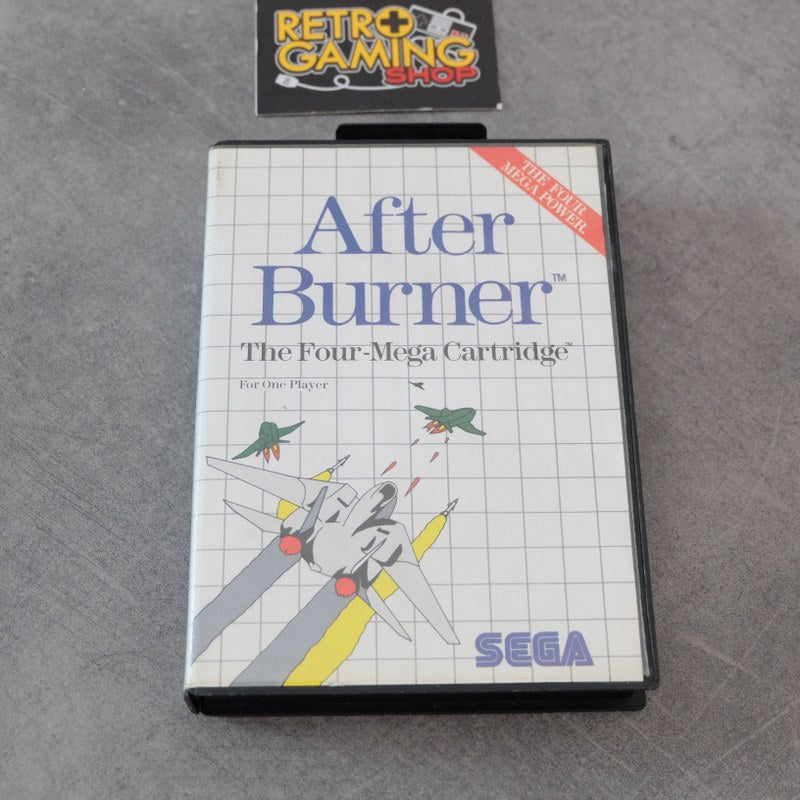 RETRO
GAMING
SHOP
THE FOUR
MEGA POWER.
After
Burner™
The Four-Mega Cartridge™
For One Player
SEGA